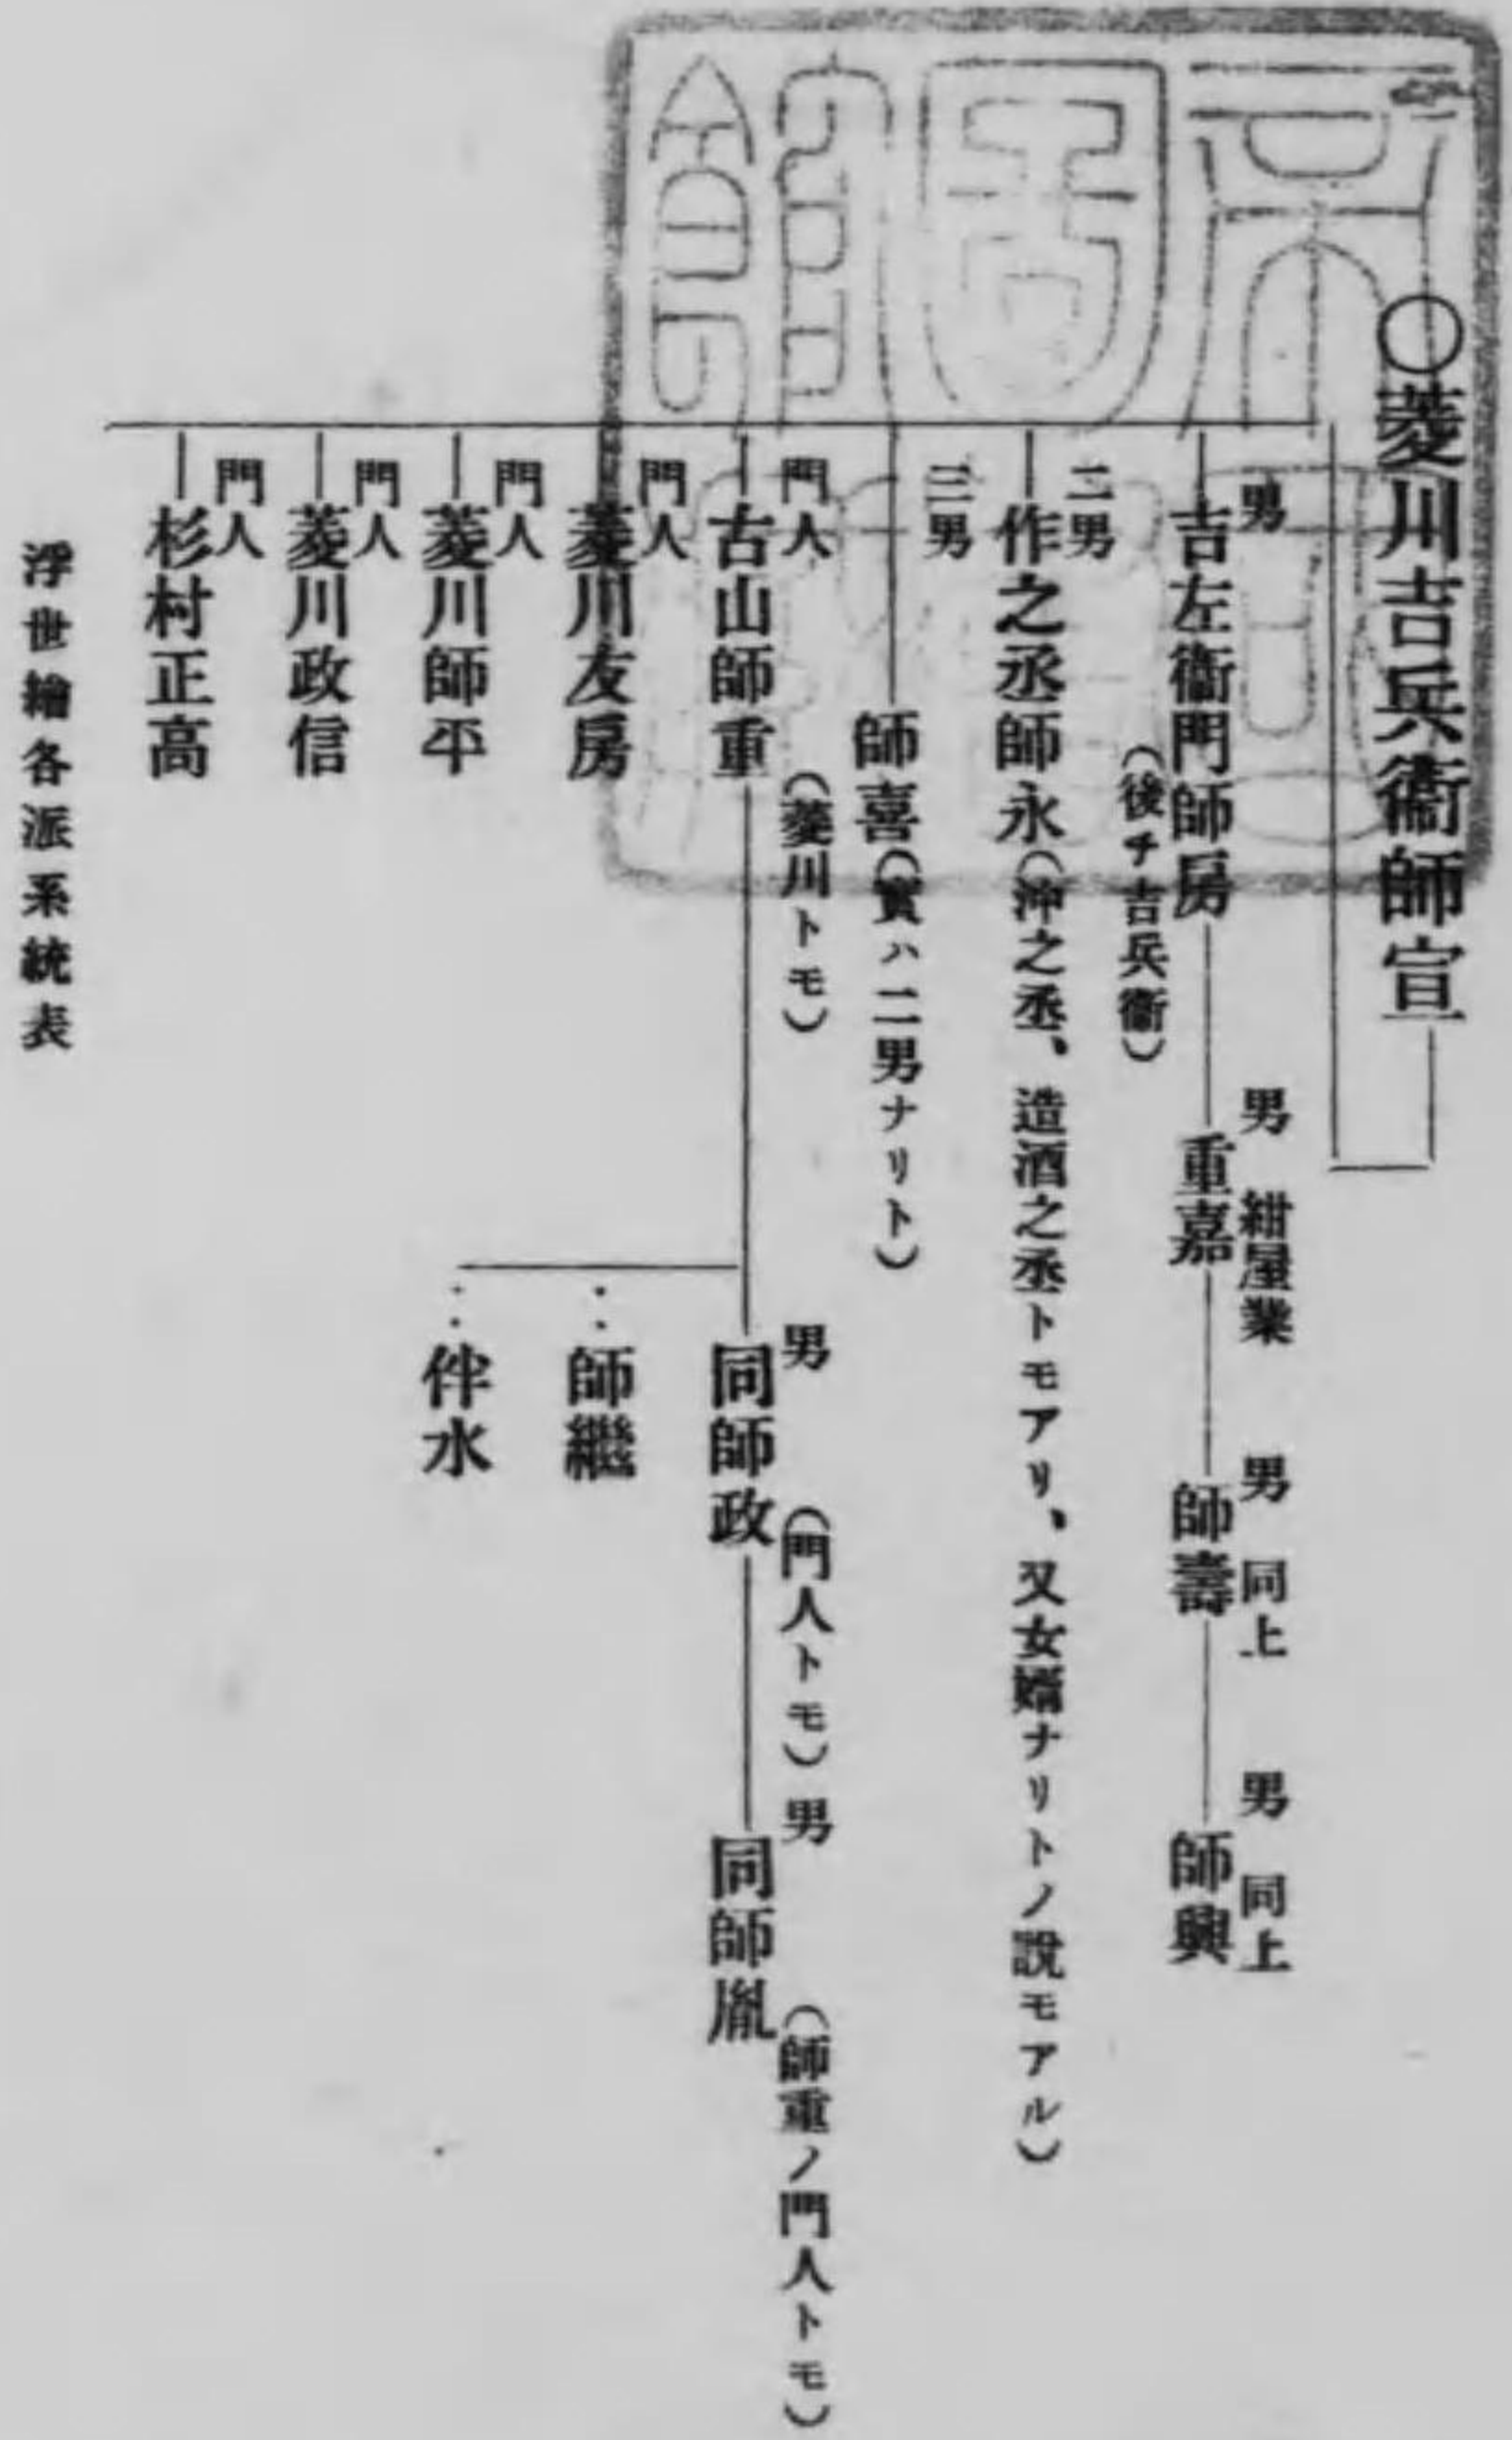 ○菱川吉兵衞師宣
男
吉左衞門師房
(後チ吉兵衞)
男 紺屋業
重嘉
男 同上
師壽
男 同上
師興
二男
作之丞師永(沖之丞、造酒之丞トモアリ、又女婿ナリトノ說モアル)
三男
師喜(實ハ二男ナリト)
門人
古山師重
(菱川トモ)
男
同師政
(門人トモ)
男
同師胤
(師重ノ門人トモ)
師繼
伴水
門人
菱川友房
門人
菱川師平
門人
菱川政信
門人
杉村正高
浮世繪各派系統表